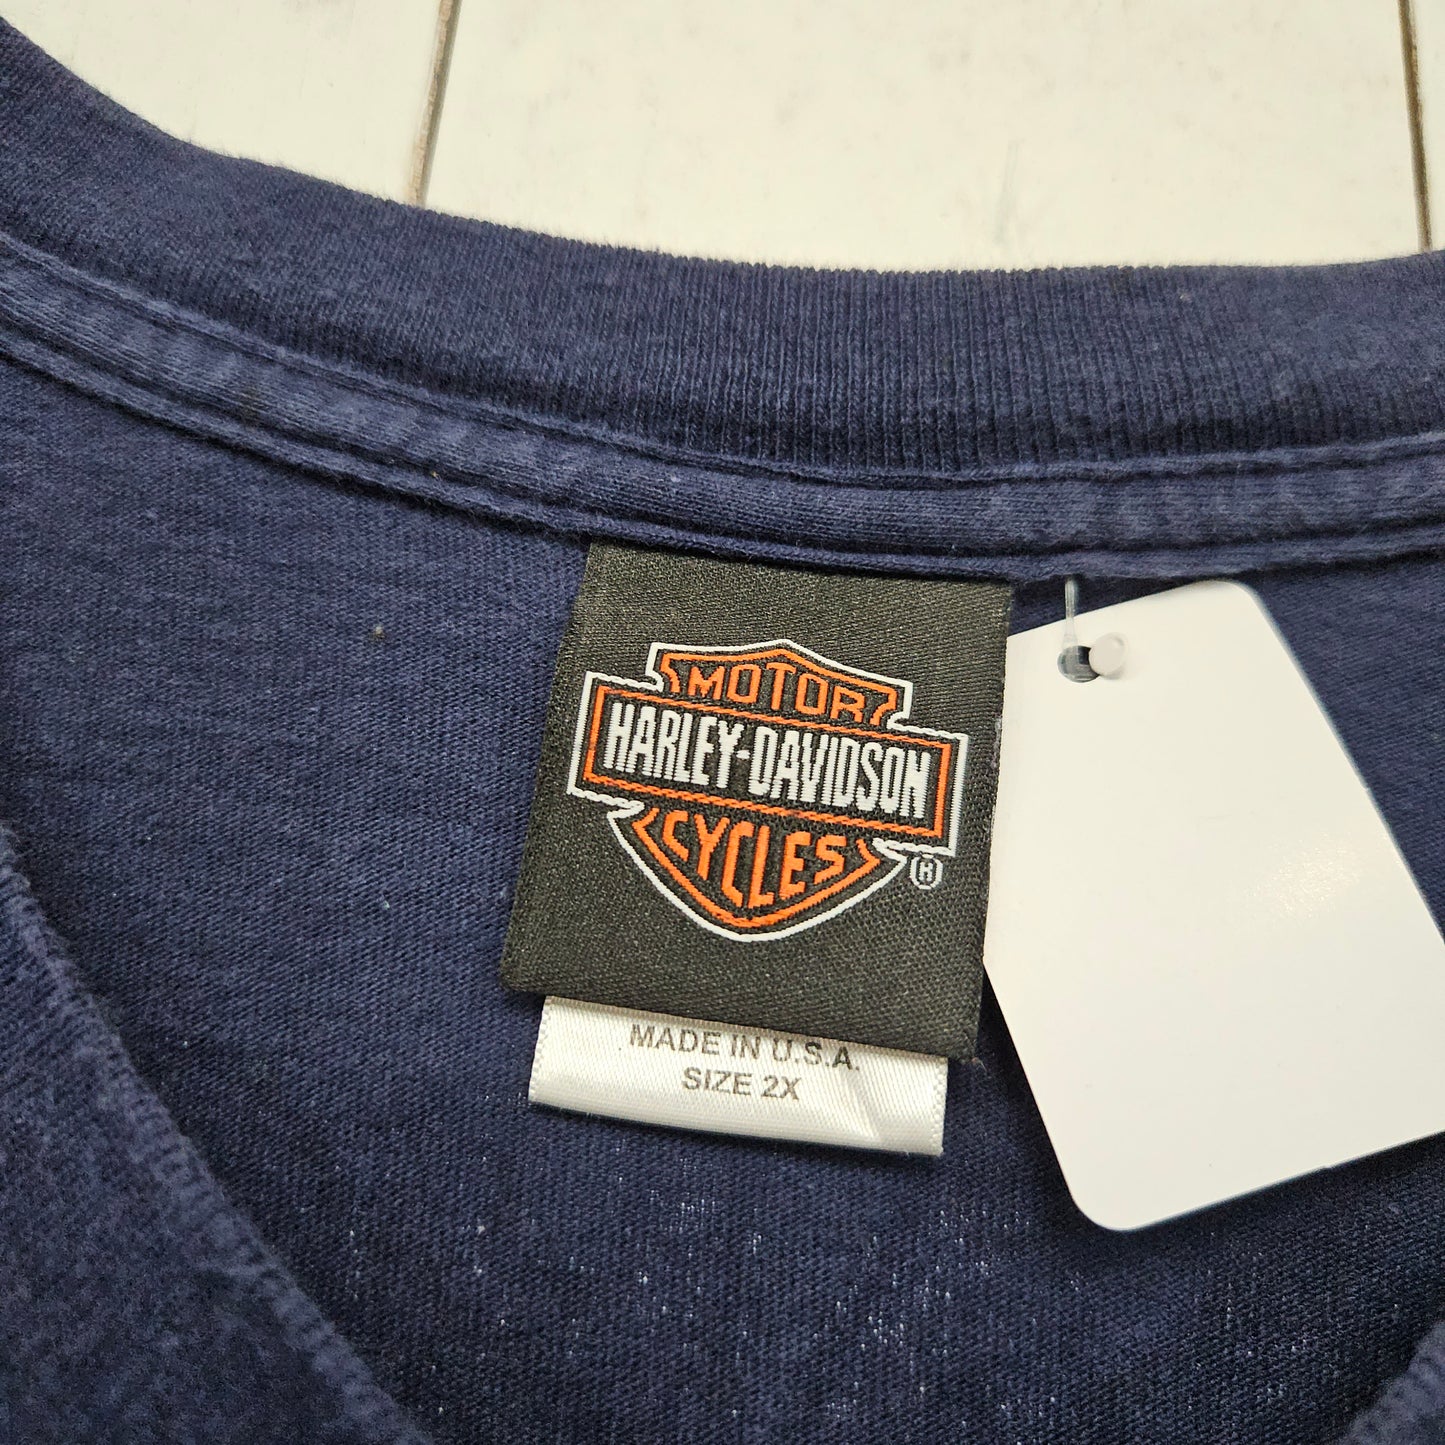 MOTOR
HARLEY-DAVIDSON
CYCLES
®
MADE IN U.S.A.
SIZE 2X